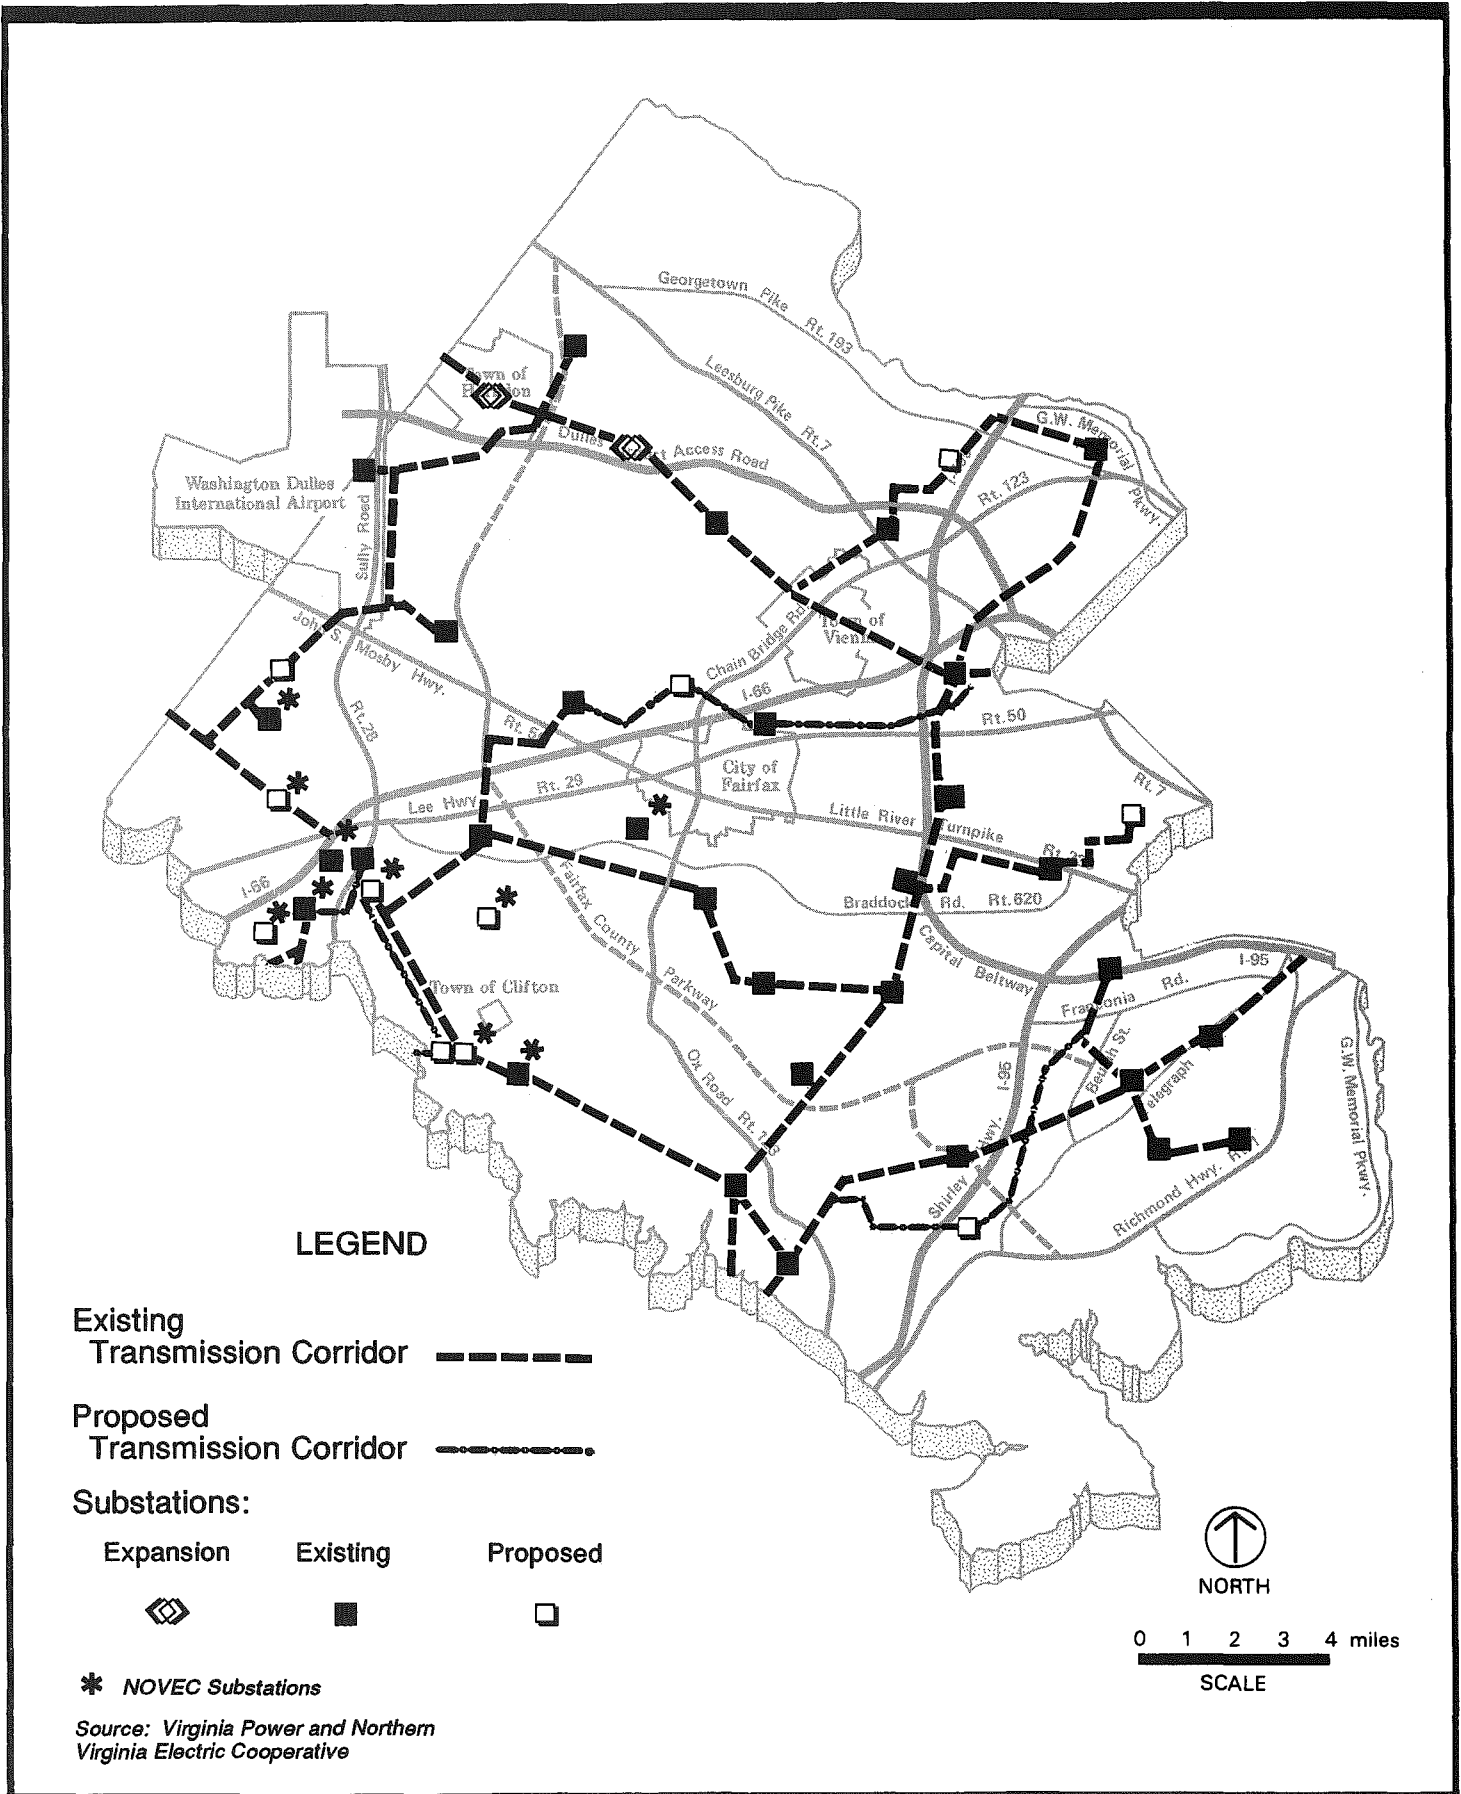 Georgetown Pike Rt. 193
Leesburg Pike Rt.7
G.W. Memorial Pkwy.
Town of
Dulles Access Road
Rt. 123
Washington Dulles
International Airport
Sully Road
John S. Mosby Hwy.
Chain Bridge Rd.
Town of
I-66
Rt.28
Rt.50
City of
Fairfax
Rt. 29
Lee Hwy.
Little River Turnpike
Rt.7
I-66
Braddock Rd. Rt.620
Fairfax County Parkway
Capital Beltway
I-95
Franconia Rd.
Town of Clifton
Ox Road
I-95
G.W. Memorial Pkwy.
Shirley Hwy.
Richmond Hwy.
LEGEND
Existing
Transmission Corridor
Proposed
Transmission Corridor
Substations:
Expansion Existing Proposed
NOVEC Substations
Source: Virginia Power and Northern
Virginia Electric Cooperative
NORTH
0 1 2 3 4 miles
SCALE